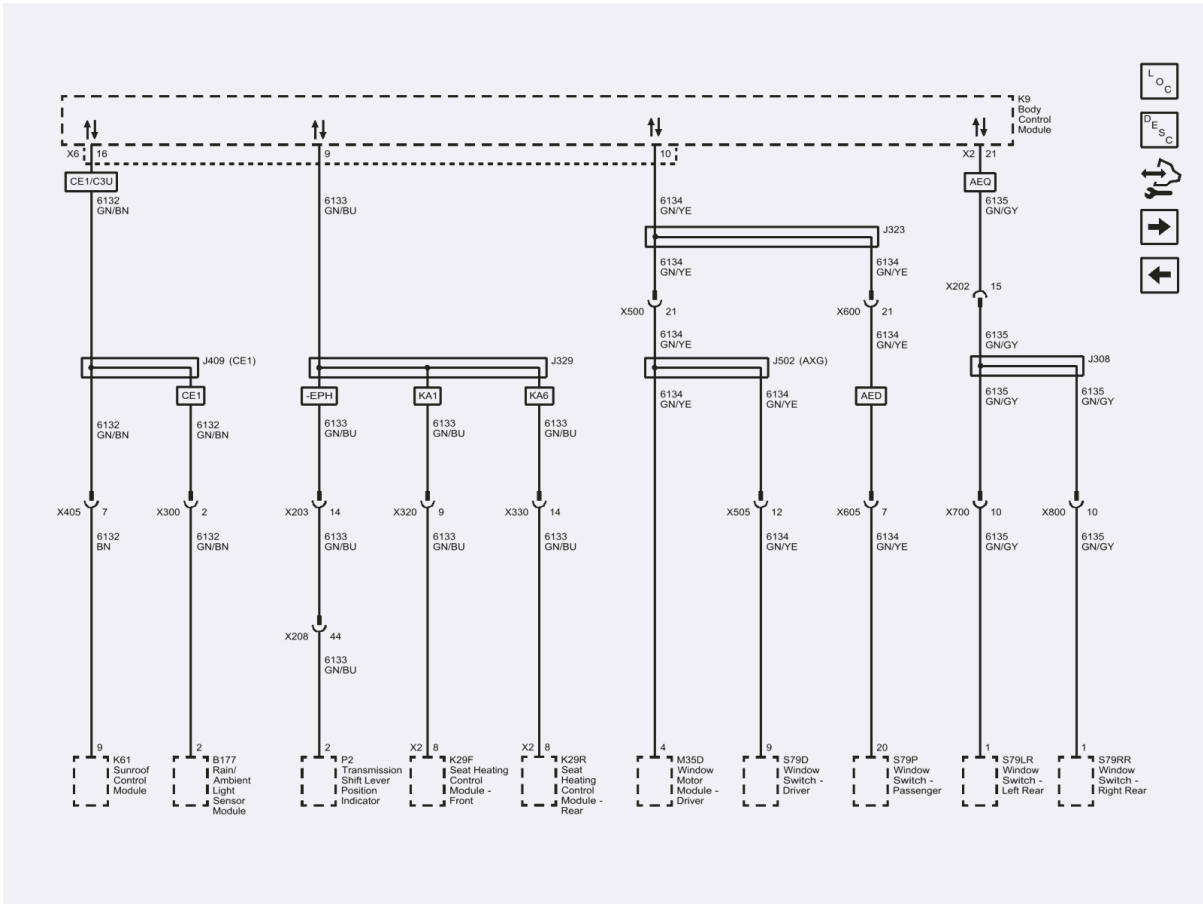 L O C
K9
Body
Control
Module
D E S C
X6 16 9 10 X2 21
CE1/C3U AEQ
6132
GN/BN
6133
GN/BU
6134
GN/YE
6135
GN/GY
J323
6134
GN/YE
6134
GN/YE
X202 15
X500 21
X600 21
6134
GN/YE
6134
GN/YE
6135
GN/GY
J409 (CE1)
J329
J502 (AXG)
J308
CE1 -EPH KA1 KA6 AED
6134
GN/YE
6134
GN/YE
6135
GN/GY
6135
GN/GY
6132
GN/BN
6132
GN/BN
6133
GN/BU
6133
GN/BU
6133
GN/BU
X405 7
X300 2
X203 14
X320 9
X330 14
X505 12
X605 7
X700 10
X800 10
6132
BN
6132
GN/BN
6133
GN/BU
6133
GN/BU
6133
GN/BU
6134
GN/YE
6134
GN/YE
6135
GN/GY
6135
GN/GY
X208 44
6133
GN/BU
9
K61
Sunroof
Control
Module
2
B177
Rain/
Ambient
Light
Sensor
Module
2
P2
Transmission
Shift Lever
Position
Indicator
X2 8
K29F
Seat Heating
Control
Module -
Front
X2 8
K29R
Seat
Heating
Control
Module -
Rear
4
M35D
Window
Motor
Module -
Driver
9
S79D
Window
Switch -
Driver
20
S79P
Window
Switch -
Passenger
1
S79LR
Window
Switch -
Left Rear
1
S79RR
Window
Switch -
Right Rear